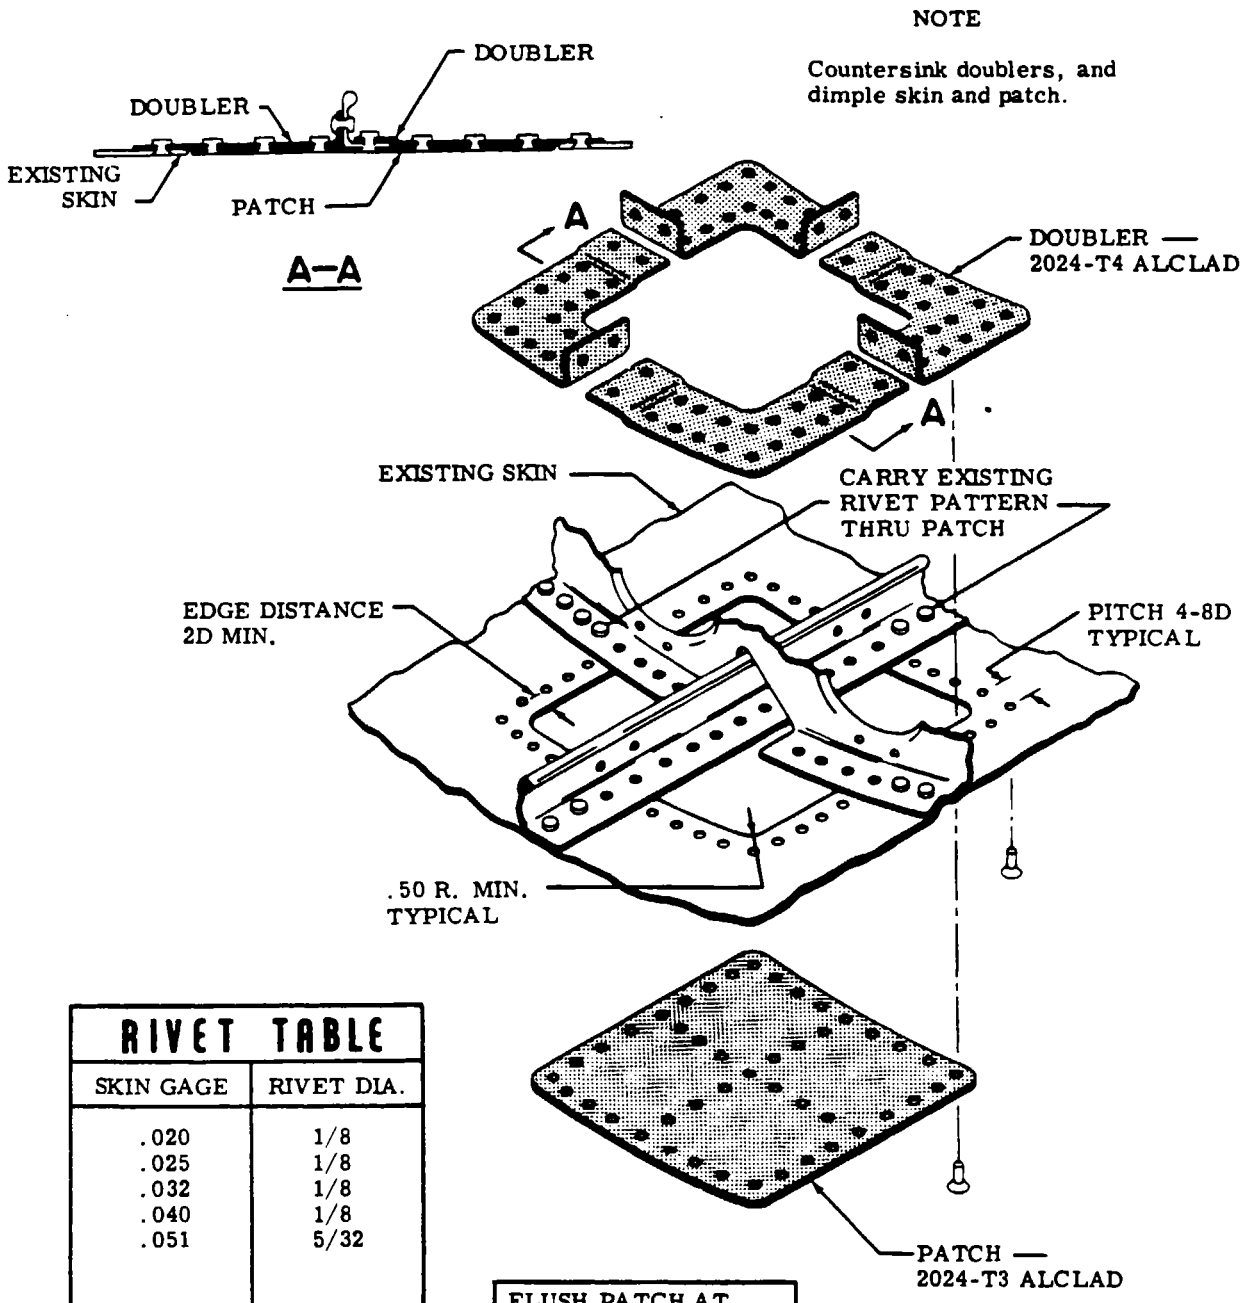 NOTE
Countersink doublers, and
dimple skin and patch.
DOUBLER
DOUBLER
EXISTING
SKIN
PATCH
A-A
A
DOUBLER —
2024-T4 ALCLAD
A
EXISTING SKIN
CARRY EXISTING
RIVET PATTERN
THRU PATCH
EDGE DISTANCE
2D MIN.
PITCH 4-8D
TYPICAL
.50 R. MIN.
TYPICAL
RIVET TABLE
SKIN GAGE RIVET DIA.
.020 1/8
.025 1/8
.032 1/8
.040 1/8
.051 5/32
PATCH —
2024-T3 ALCLAD
FLUSH PATCH AT